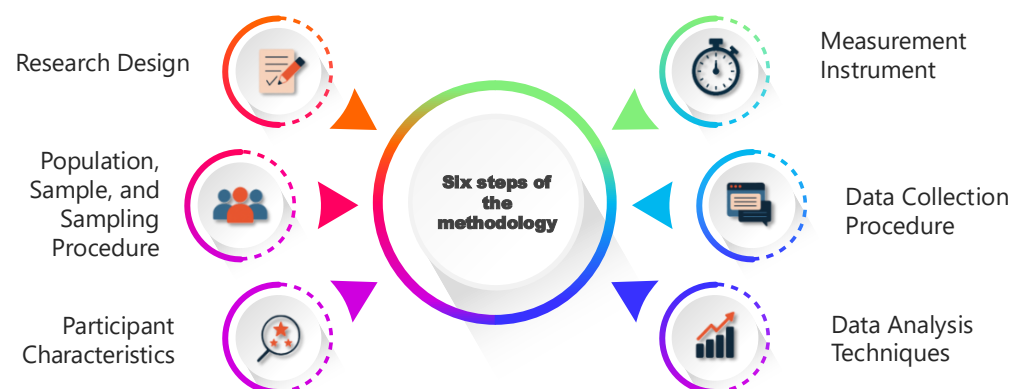 Research Design
Population,
Sample, and
Sampling
Procedure
Participant
Characteristics
Six steps of
the
methodology
Measurement
Instrument
Data Collection
Procedure
Data Analysis
Techniques